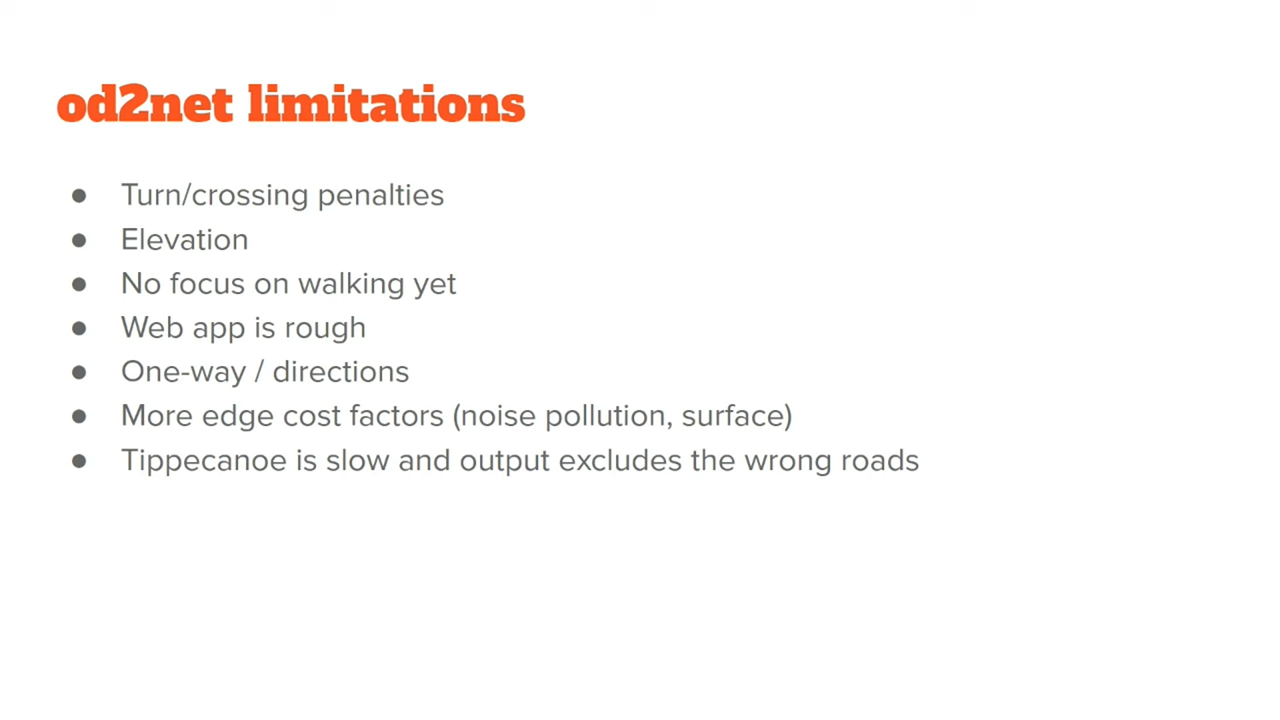 od2net limitations
● Turn/crossing penalties
● Elevation
● No focus on walking yet
● Web app is rough
● One-way / directions
● More edge cost factors (noise pollution, surface)
● Tippecanoe is slow and output excludes the wrong roads